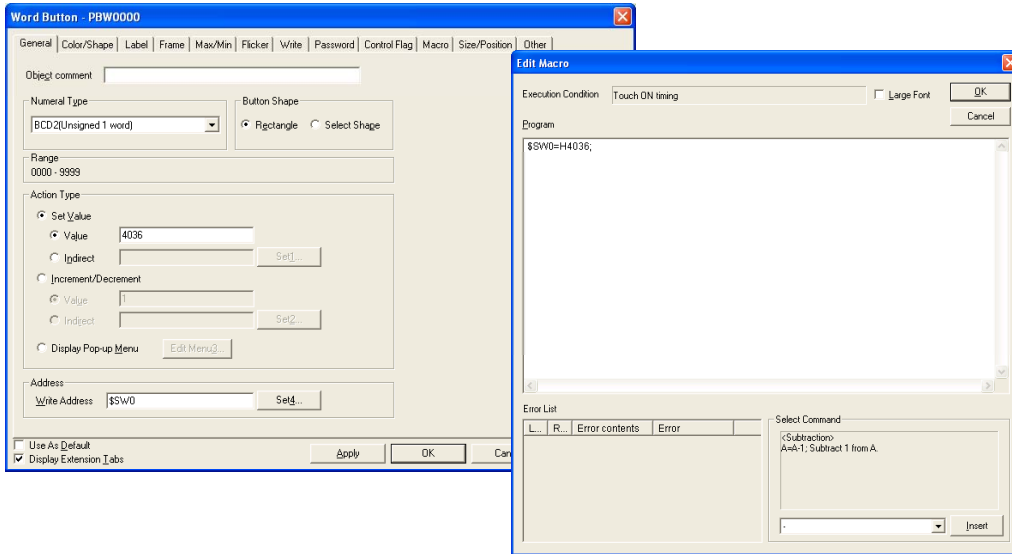 Word Button - PBW0000
General Color/Shape Label Frame Max/Min Flicker Write Password Control Flag Macro Size/Position Other
Object comment
Numeral Type
BCD2(Unsigned 1 word)
Button Shape
Rectangle Select Shape
Range
0000 - 9999
Action Type
Set Value
Value 4036
Indirect Set1...
Increment/Decrement
Value 1
Indirect Set2...
Display Pop-up Menu Edit Menu3...
Address
Write Address $SW0 Set4...
Use As Default
Display Extension Tabs
Apply OK Can
Edit Macro
Execution Condition Touch ON timing Large Font OK
Cancel
Program
$SW0=H4036;
Error List
L... R... Error contents Error
Select Command
<Subtraction>
A=A-1; Subtract 1 from A.
- Insert